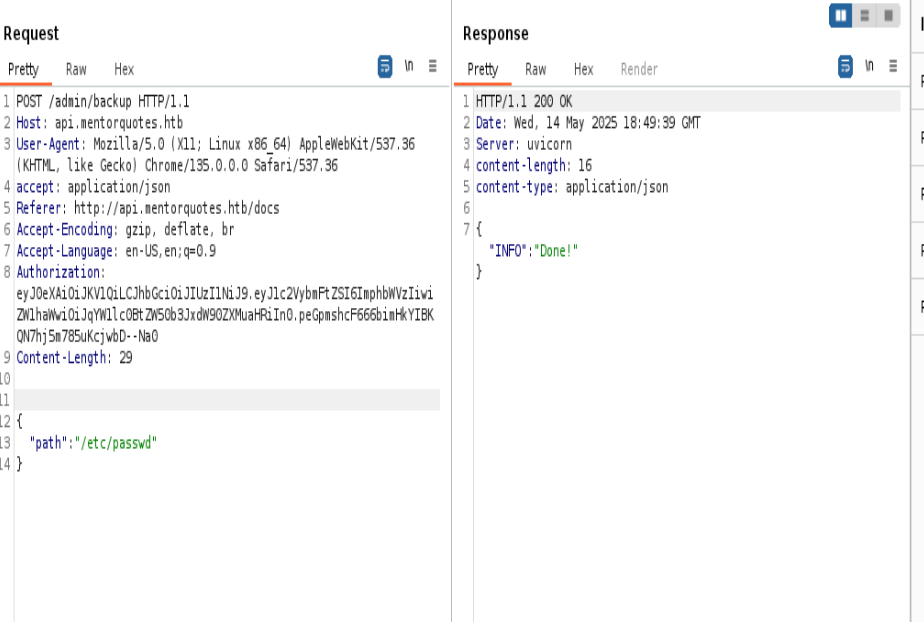 Request
Pretty Raw Hex \n
1 POST /admin/backup HTTP/1.1
2 Host: api.mentorquotes.htb
3 User-Agent: Mozilla/5.0 (X11; Linux x86_64) AppleWebKit/537.36
(KHTML, like Gecko) Chrome/135.0.0.0 Safari/537.36
4 accept: application/json
5 Referer: http://api.mentorquotes.htb/docs
6 Accept-Encoding: gzip, deflate, br
7 Accept-Language: en-US,en;q=0.9
8 Authorization:
eyJ0eXAiOiJKV1QiLCJhbGciOiJIUzI1NiJ9.eyJ1c2VybmFtZSI6ImphbWVzIiwi
ZW1haWwiOiJqYW1lc0BtZW50b3JxdW90ZXMuaHRiIn0.peGpmshcF666bimHkYIBK
QN7hj5m785uKcjwbD--Na0
9 Content-Length: 29
10
11
12 {
13 "path":"/etc/passwd"
14 }
Response
Pretty Raw Hex Render \n
1 HTTP/1.1 200 OK
2 Date: Wed, 14 May 2025 18:49:39 GMT
3 Server: uvicorn
4 content-length: 16
5 content-type: application/json
6
7 {
"INFO":"Done!"
}